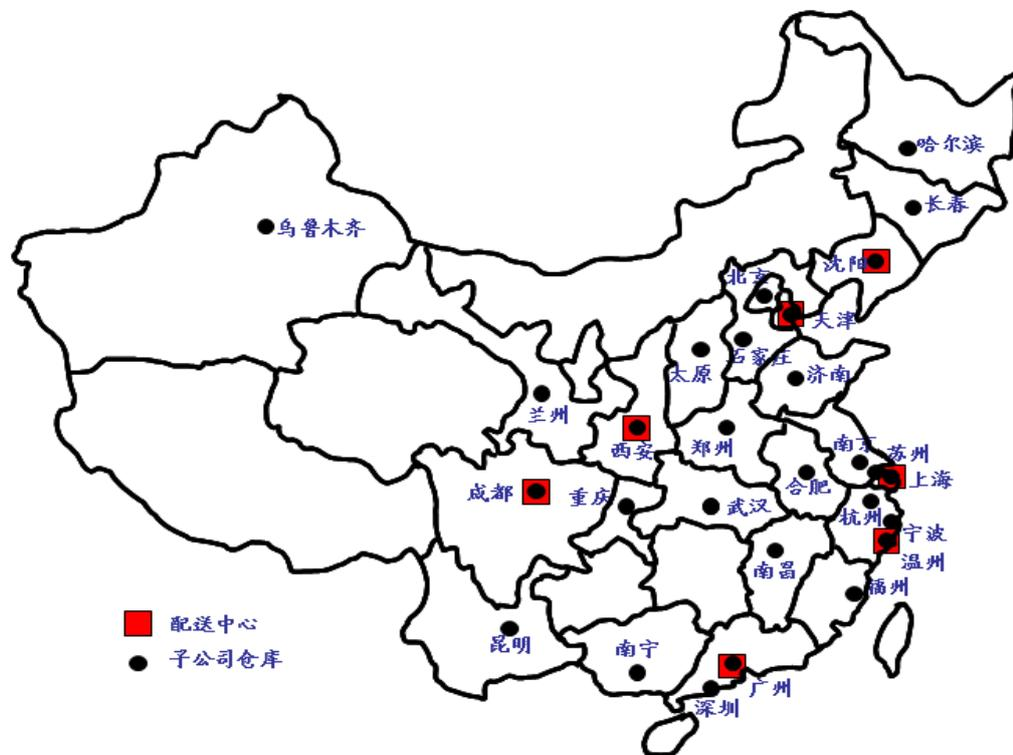 哈尔滨
长春
乌鲁木齐
沈阳
北京
天津
石家庄
太原
济南
兰州
西安
郑州
南京
苏州
上海
合肥
成都
重庆
武汉
杭州
宁波
温州
南昌
福州
配送中心
子公司仓库
昆明
南宁
广州
深圳